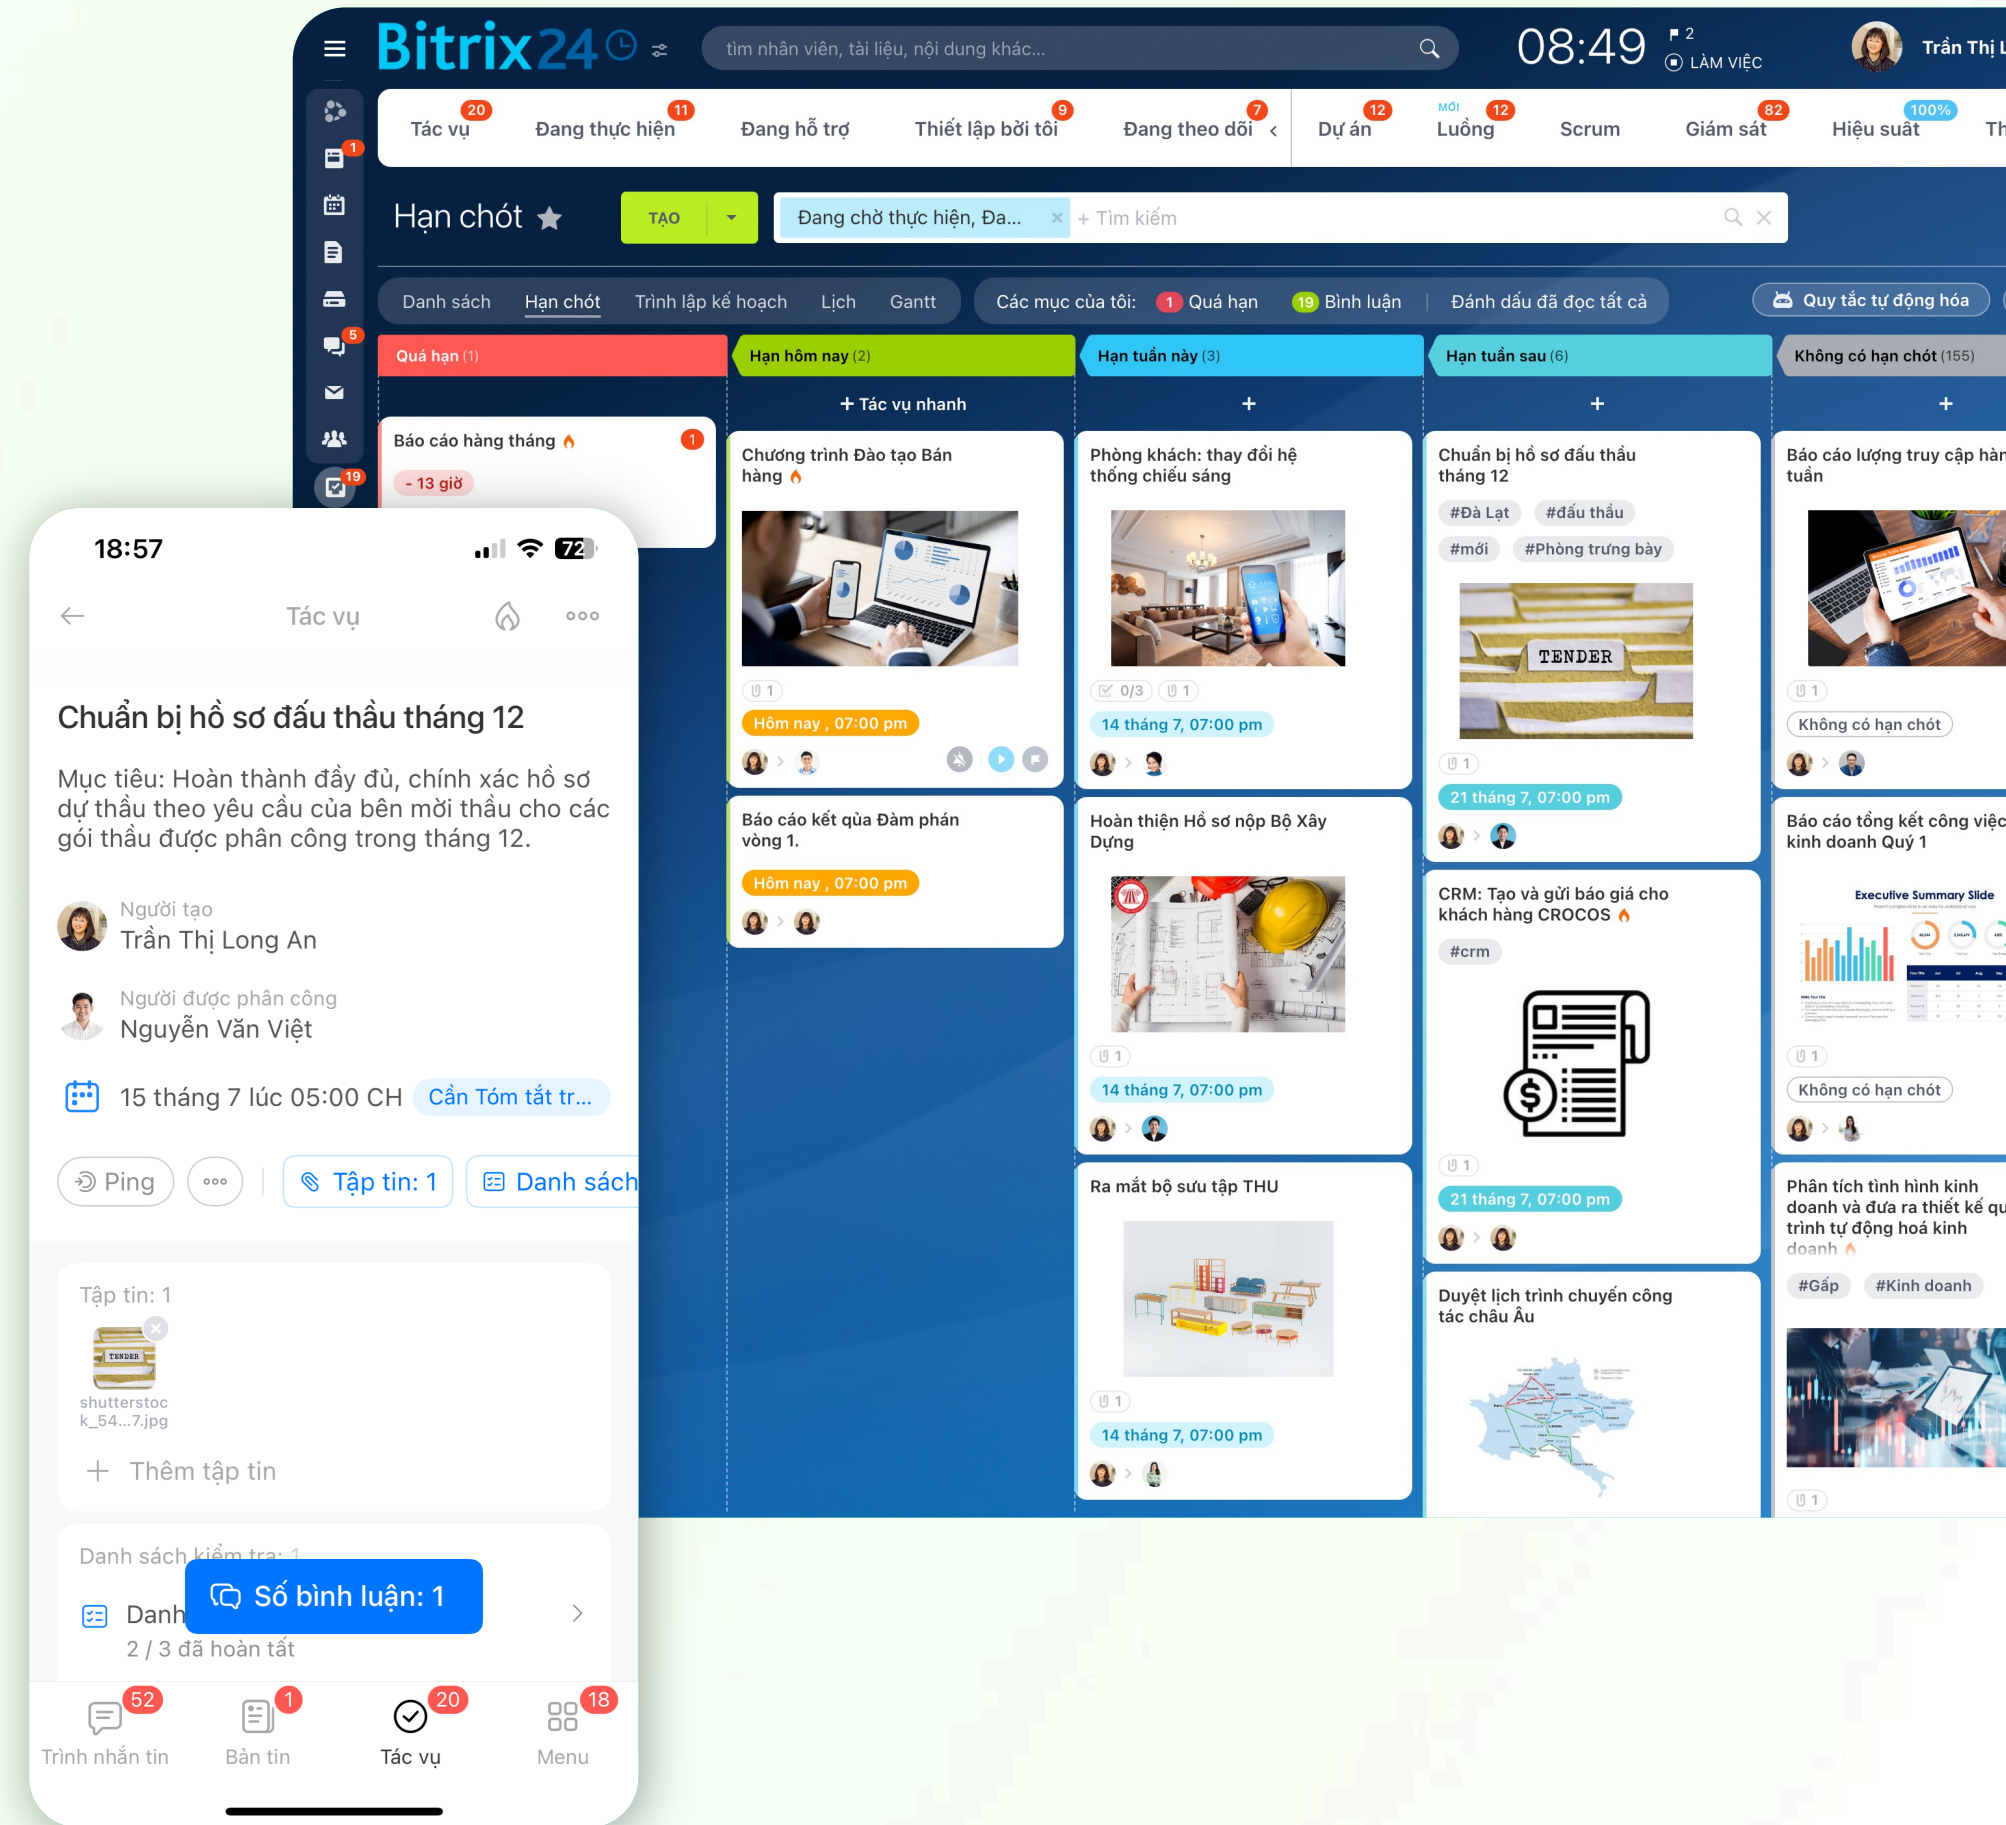 Bitrix24
tìm nhân viên, tài liệu, nội dung khác...
08:49
2
LÀM VIỆC
Trần Thị L
1
5
19
Tác vụ 20
Đang thực hiện 11
Đang hỗ trợ
Thiết lập bởi tôi 9
Đang theo dõi 7
Dự án 12
MỚI
Luồng 12
Scrum
Giám sát 82
Hiệu suất 100%
Th
Hạn chót
TẠO
Đang chờ thực hiện, Đa... ×
+ Tìm kiếm
Danh sách
Hạn chót
Trình lập kế hoạch
Lịch
Gantt
Các mục của tôi:
1 Quá hạn
19 Bình luận
Đánh dấu đã đọc tất cả
Quy tắc tự động hóa
Quá hạn (1)
Báo cáo hàng tháng
1
- 13 giờ
Hạn hôm nay (2)
+ Tác vụ nhanh
Chương trình Đào tạo Bán
hàng
1
Hôm nay , 07:00 pm
Báo cáo kết qủa Đàm phán
vòng 1.
Hôm nay , 07:00 pm
Hạn tuần này (3)
+
Phòng khách: thay đổi hệ
thống chiếu sáng
0/3
1
14 tháng 7, 07:00 pm
Hoàn thiện Hồ sơ nộp Bộ Xây
Dựng
1
14 tháng 7, 07:00 pm
Ra mắt bộ sưu tập THU
1
14 tháng 7, 07:00 pm
Hạn tuần sau (6)
+
Chuẩn bị hồ sơ đấu thầu
tháng 12
#Đà Lạt #đấu thầu
#mới #Phòng trưng bày
TENDER
1
21 tháng 7, 07:00 pm
CRM: Tạo và gửi báo giá cho
khách hàng CROCOS
#crm
$
1
21 tháng 7, 07:00 pm
Duyệt lịch trình chuyến công
tác châu Âu
Không có hạn chót (155)
+
Báo cáo lượng truy cập hàn
tuần
1
Không có hạn chót
Báo cáo tổng kết công việc
kinh doanh Quý 1
Executive Summary Slide
1
Không có hạn chót
Phân tích tình hình kinh
doanh và đưa ra thiết kế qu
trình tự động hoá kinh
doanh
#Gấp #Kinh doanh
1
18:57
72
Tác vụ
Chuẩn bị hồ sơ đấu thầu tháng 12
Mục tiêu: Hoàn thành đầy đủ, chính xác hồ sơ
dự thầu theo yêu cầu của bên mời thầu cho các
gói thầu được phân công trong tháng 12.
Người tạo
Trần Thị Long An
Người được phân công
Nguyễn Văn Việt
15 tháng 7 lúc 05:00 CH
Cần Tóm tắt tr...
Ping
Tập tin: 1
Danh sách
Tập tin: 1
TENDER
shutterstoc
k_54...7.jpg
+ Thêm tập tin
Danh sách kiểm tra: 1
Danh
Số bình luận: 1
2 / 3 đã hoàn tất
52
1
20
18
Trình nhắn tin
Bản tin
Tác vụ
Menu